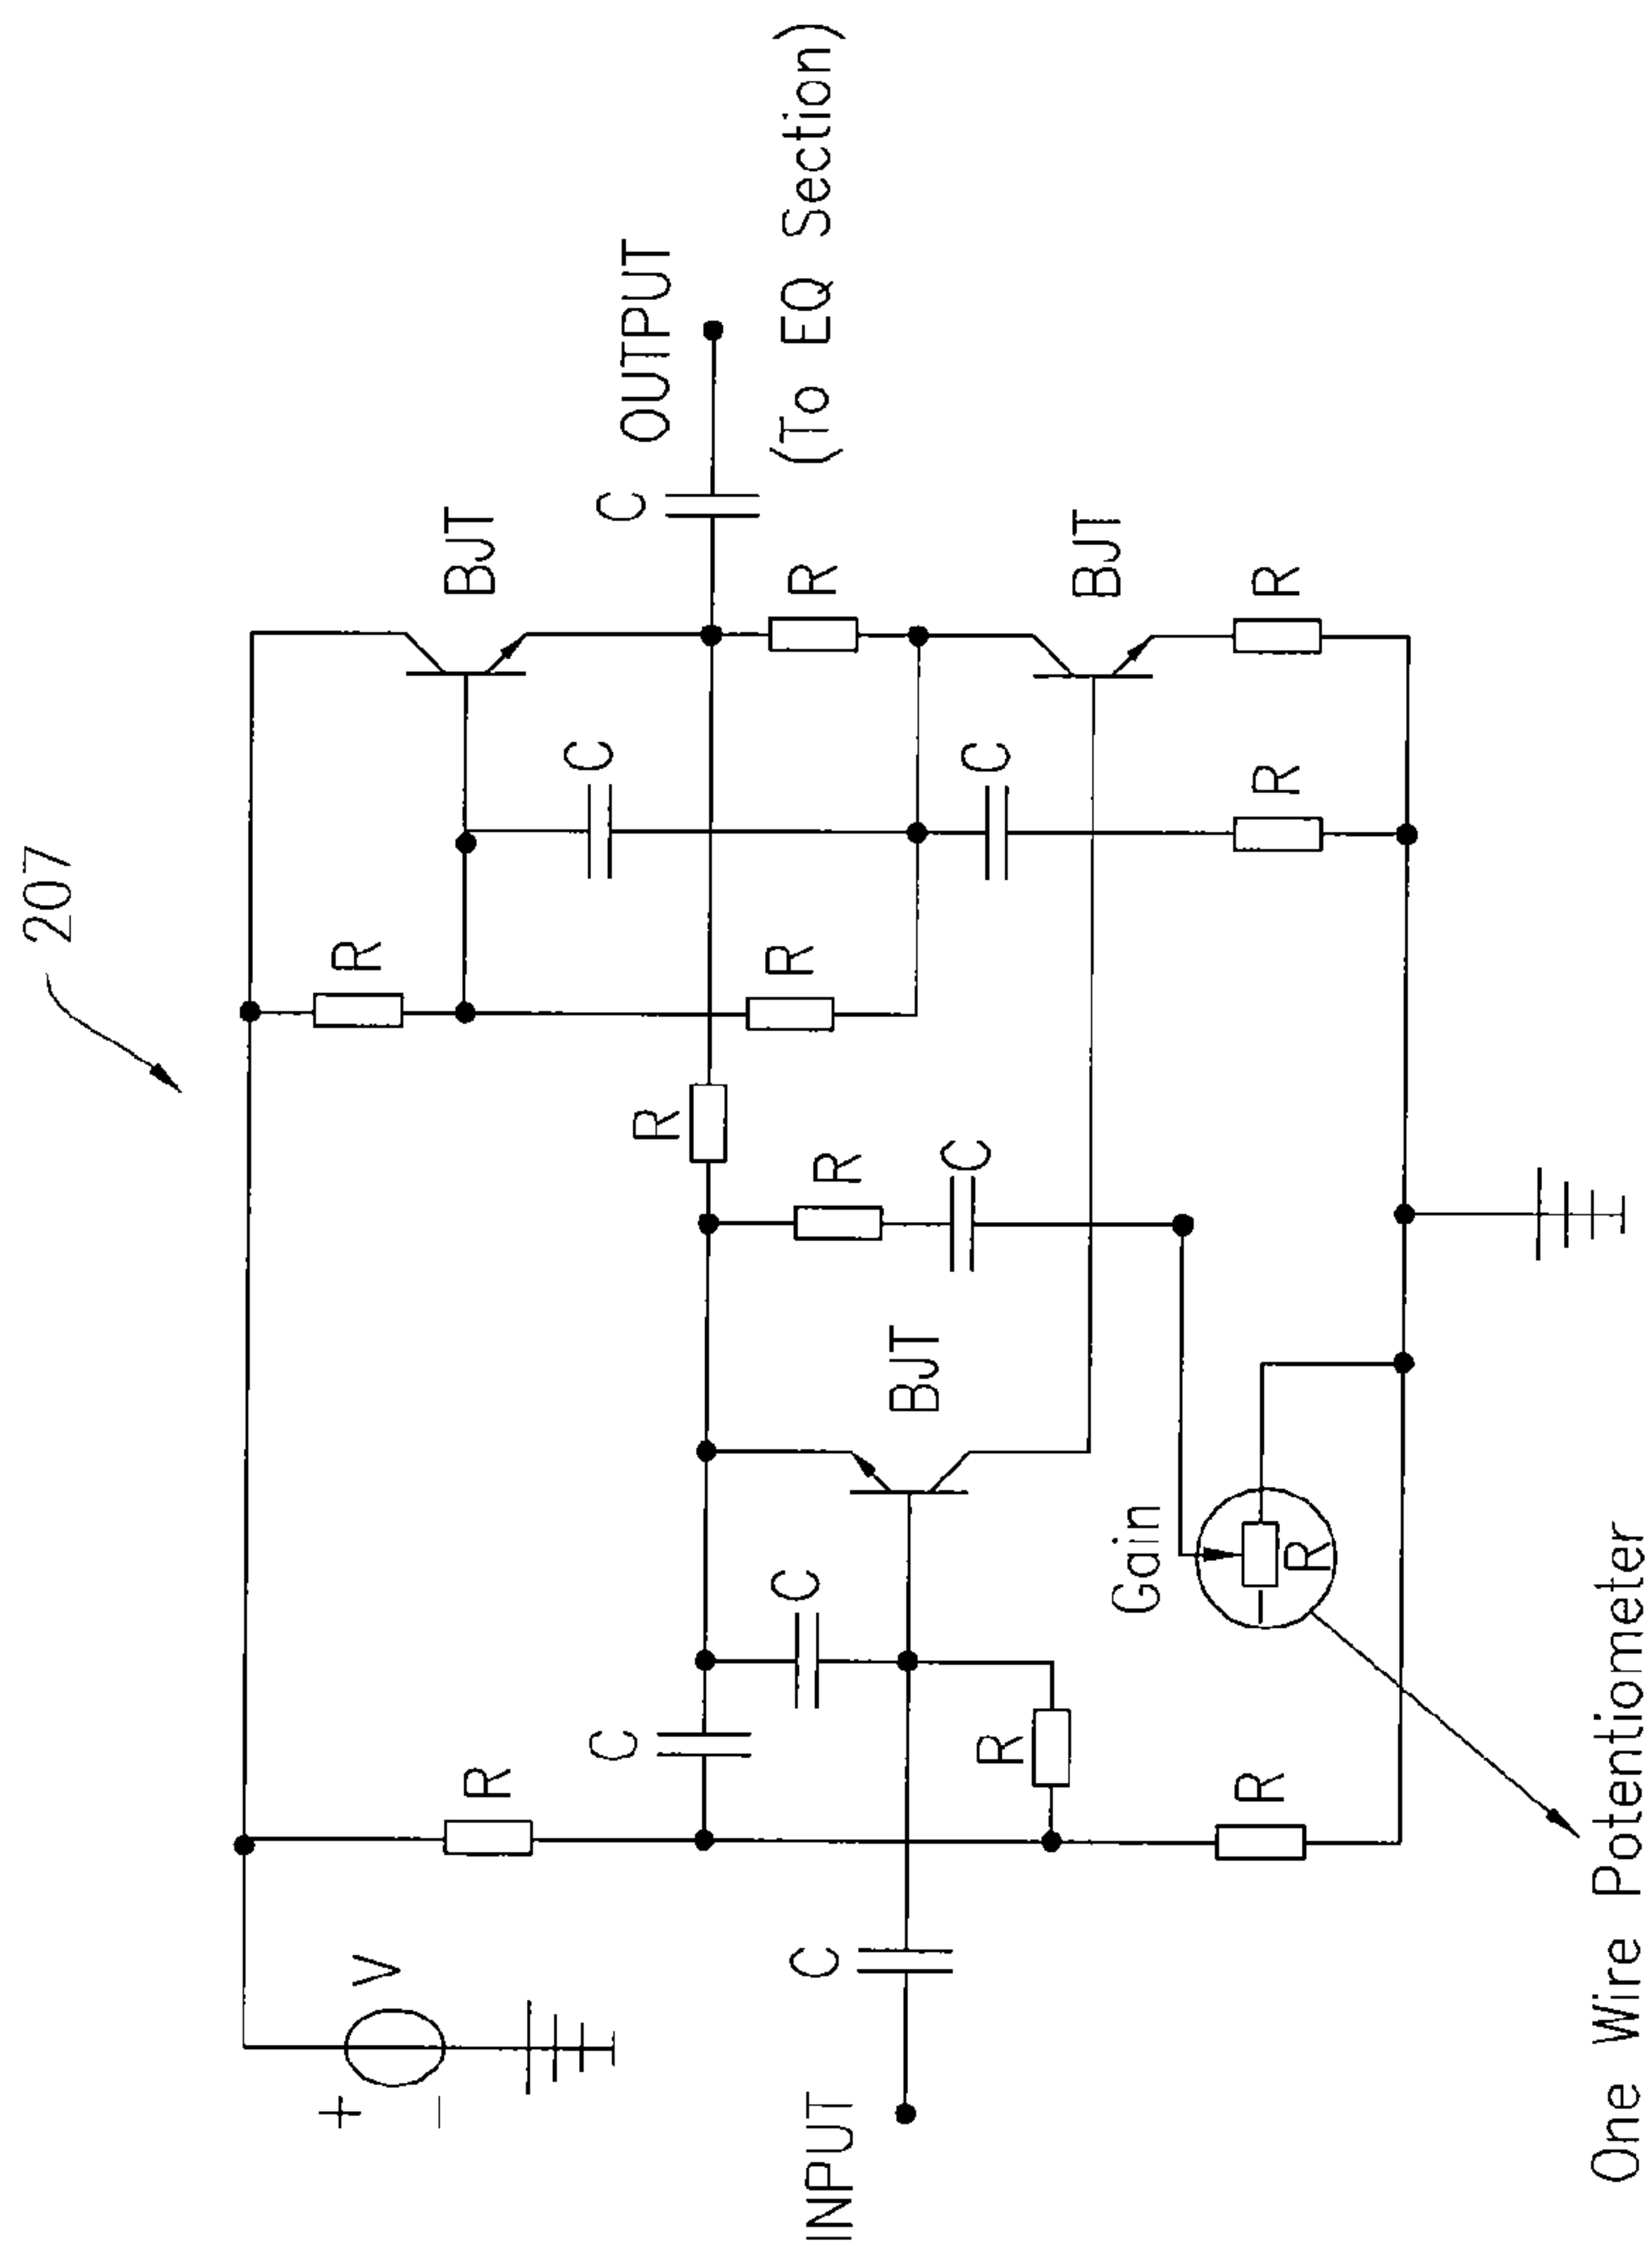 207
+
R
V
−
BJT
R
C
C
C
OUTPUT
R
R
C
(To EQ Section)
R
C
INPUT
R
BJT
C
C
R
BJT
Gain
R
R
R
R
One Wire Potentiometer